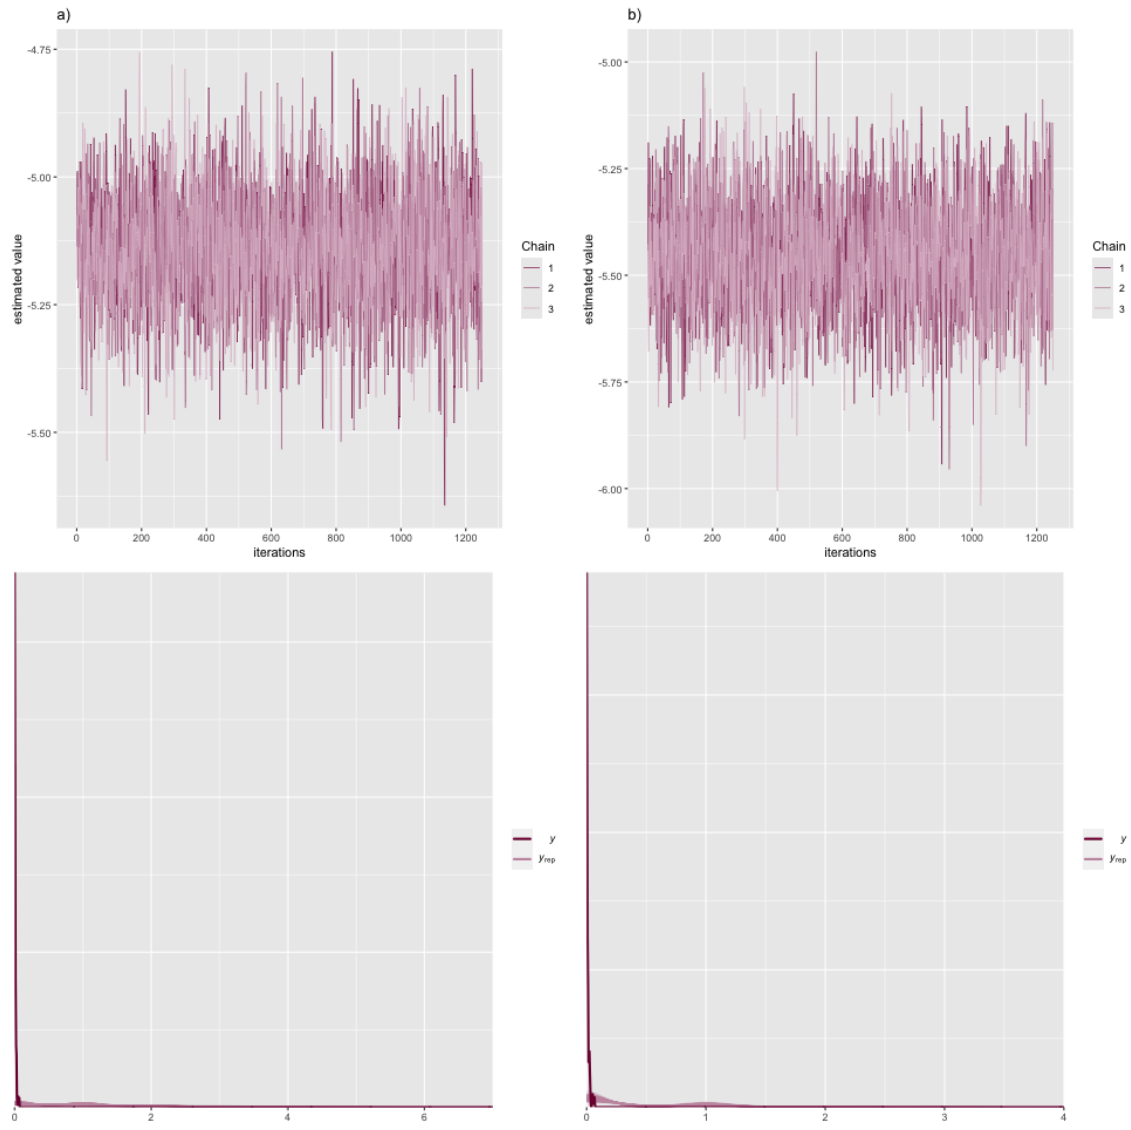 a)
-4.75
-5.00
-5.25
-5.50
estimated value
0 200 400 600 800 1000 1200
iterations
Chain
1
2
3
b)
-5.00
-5.25
-5.50
-5.75
-6.00
estimated value
0 200 400 600 800 1000 1200
iterations
Chain
1
2
3
y
yrep
0 2 4 6
y
yrep
0 1 2 3 4